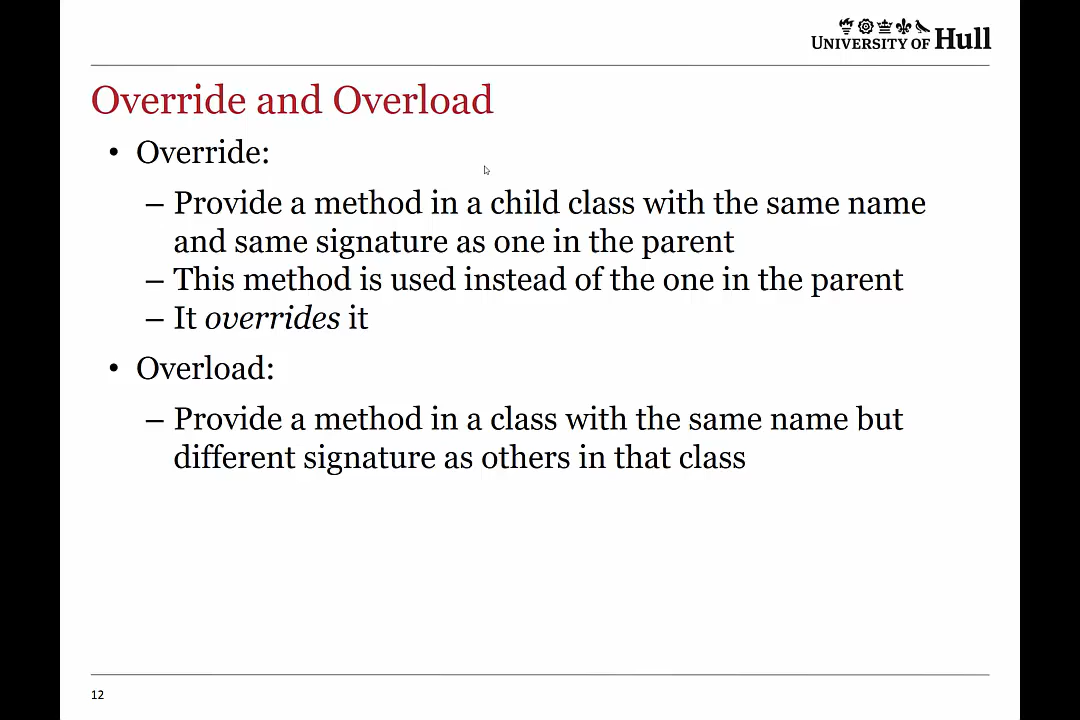 UNIVERSITY OF Hull
Override and Overload
• Override:
– Provide a method in a child class with the same name
and same signature as one in the parent
– This method is used instead of the one in the parent
– It overrides it
• Overload:
– Provide a method in a class with the same name but
different signature as others in that class
12